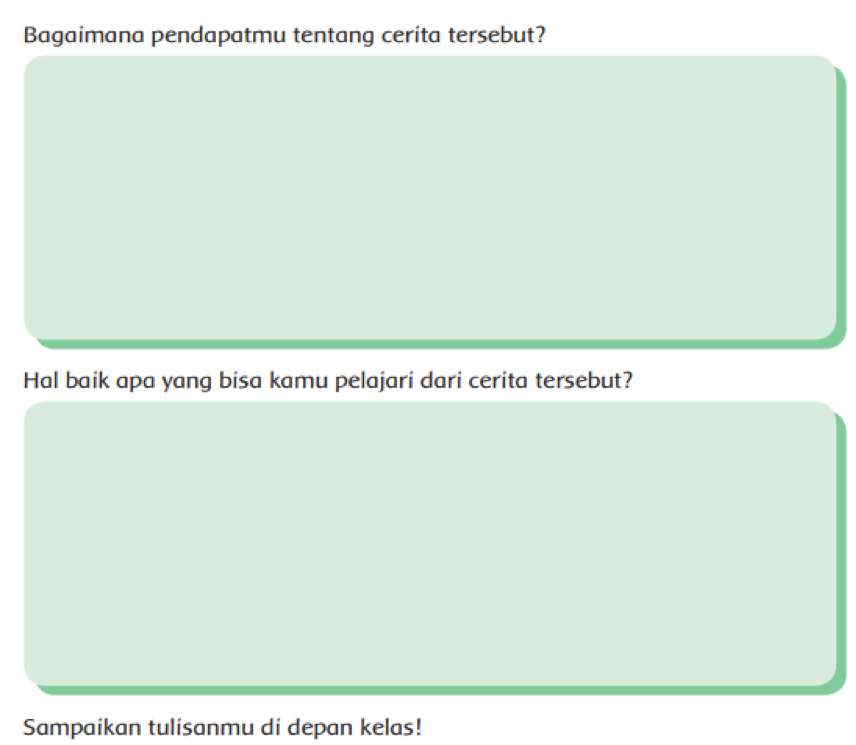 Bagaimana pendapatmu tentang cerita tersebut?
Hal baik apa yang bisa kamu pelajari dari cerita tersebut?
Sampaikan tulisanmu di depan kelas!